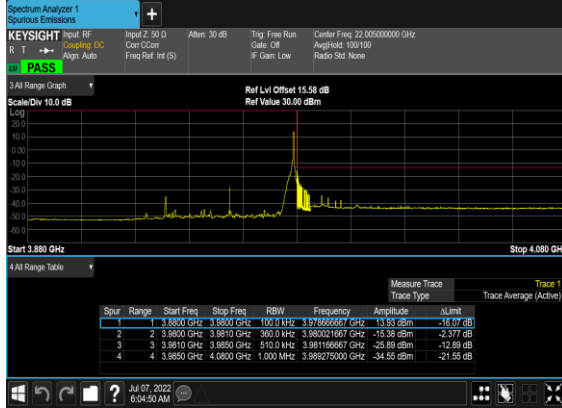 Spectrum Analyzer 1
Spurious Emissions
+
KEYSIGHT Input: RF Input Z: 50 Ω Atten: 30 dB Trig: Free Run Center Freq: 22.005000000 GHz
R T Coupling: DC Corr CCorr Gate: Off Avg|Hold: 100/100
Align: Auto Freq Ref: Int (S) IF Gain: Low Radio Std: None
LXI PASS
3 All Range Graph
Ref Lvl Offset 15.58 dB
Scale/Div 10.0 dB Ref Value 30.00 dBm
Log
20.0
10.0
0.00
-10.0
-20.0
-30.0
-40.0
-50.0
-60.0
Start 3.880 GHz Stop 4.080 GH
4 All Range Table
Measure Trace Trace 1
Trace Type Trace Average (Active)
Spur Range Start Freq Stop Freq RBW Frequency Amplitude ΔLimit
1 1 3.8800 GHz 3.9800 GHz 100.0 kHz 3.978666667 GHz 13.93 dBm -16.07 dB
2 2 3.9800 GHz 3.9810 GHz 360.0 kHz 3.980021667 GHz -15.38 dBm -2.377 dB
3 3 3.9810 GHz 3.9850 GHz 510.0 kHz 3.981166667 GHz -25.89 dBm -12.89 dB
4 4 3.9850 GHz 4.0800 GHz 1.000 MHz 3.989275000 GHz -34.55 dBm -21.55 dB
? Jul 07, 2022
6:04:50 AM